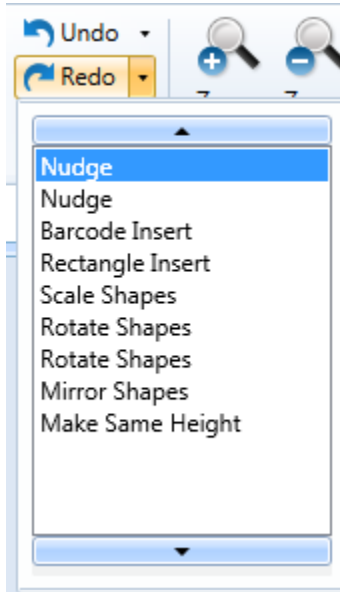 Undo
Redo
Nudge
Nudge
Barcode Insert
Rectangle Insert
Scale Shapes
Rotate Shapes
Rotate Shapes
Mirror Shapes
Make Same Height